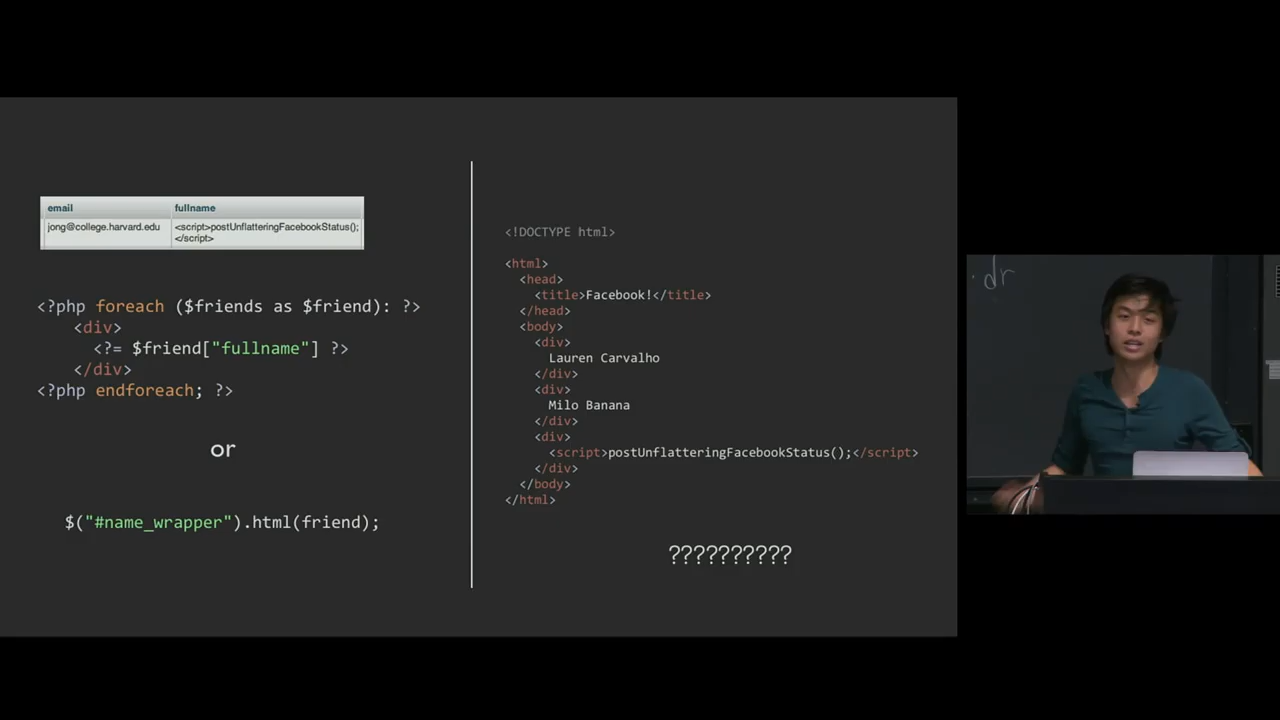 email fullname
jong@college.harvard.edu <script>postUnflatteringFacebookStatus();
</script>
<?php foreach ($friends as $friend): ?>
<div>
<?= $friend["fullname"] ?>
</div>
<?php endforeach; ?>
or
$("#name_wrapper").html(friend);
<!DOCTYPE html>
<html>
<head>
<title>Facebook!</title>
</head>
<body>
<div>
Lauren Carvalho
</div>
<div>
Milo Banana
</div>
<div>
<script>postUnflatteringFacebookStatus();</script>
</div>
</body>
</html>
??????????
dr